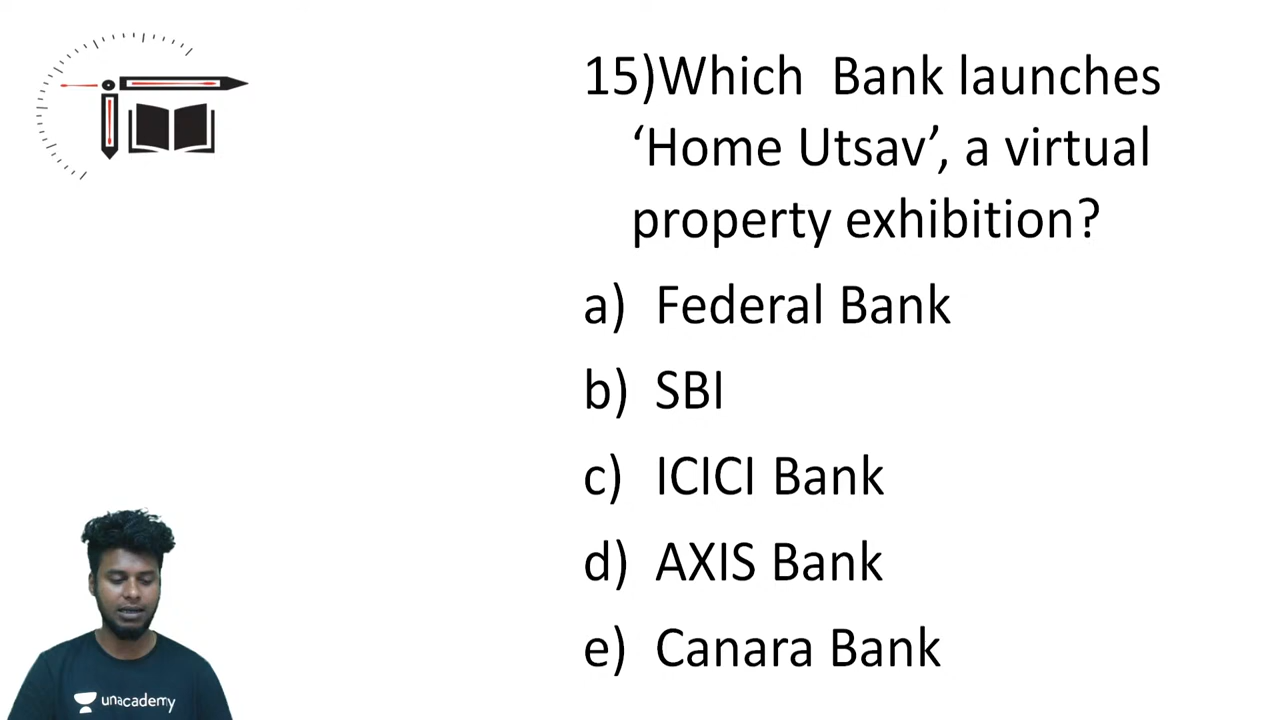 15)Which  Bank launches
‘Home Utsav’, a virtual
property exhibition?
a) Federal Bank
b) SBI
c) ICICI Bank
d) AXIS Bank
e) Canara Bank
unacademy